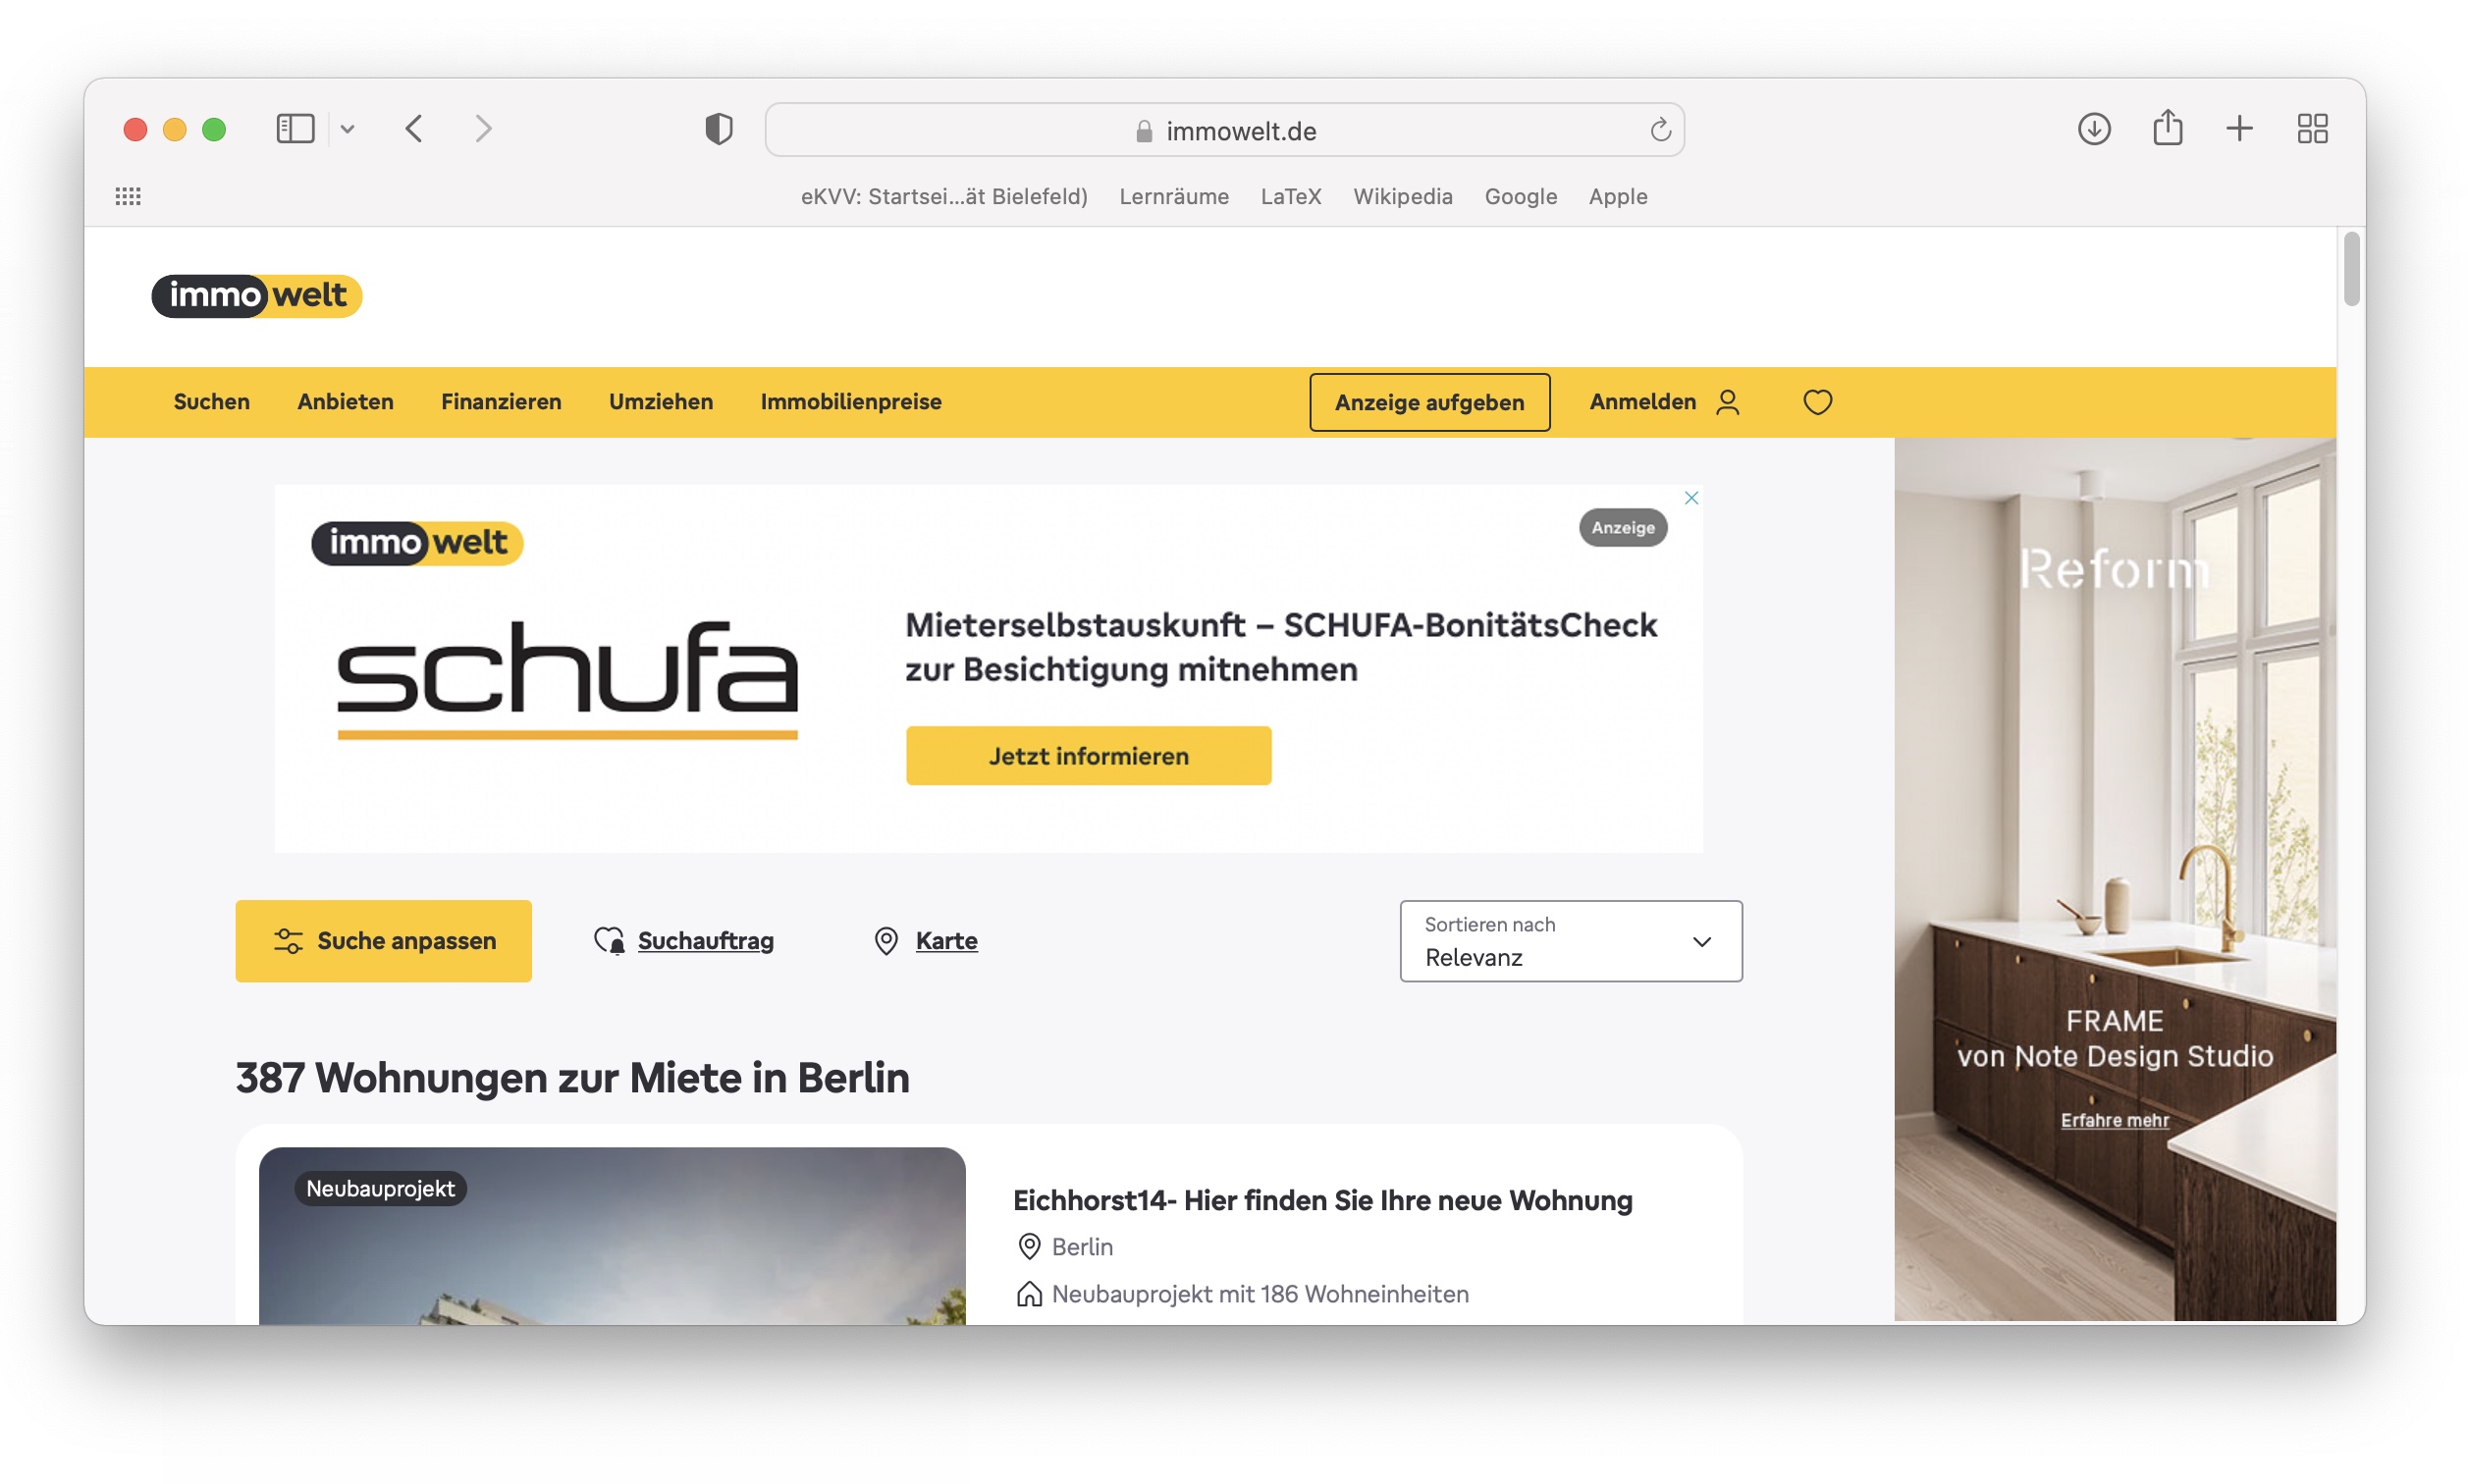 immowelt.de
eKVV: Startsei...ät Bielefeld) Lernräume LaTeX Wikipedia Google Apple
immowelt
Suchen Anbieten Finanzieren Umziehen Immobilienpreise Anzeige aufgeben Anmelden
immowelt
Anzeige
schufa
Mieterselbstauskunft – SCHUFA-BonitätsCheck
zur Besichtigung mitnehmen
Jetzt informieren
Reform
FRAME
von Note Design Studio
Erfahre mehr
Suche anpassen Suchauftrag Karte
Sortieren nach
Relevanz
387 Wohnungen zur Miete in Berlin
Neubauprojekt
Eichhorst14- Hier finden Sie Ihre neue Wohnung
Berlin
Neubauprojekt mit 186 Wohneinheiten